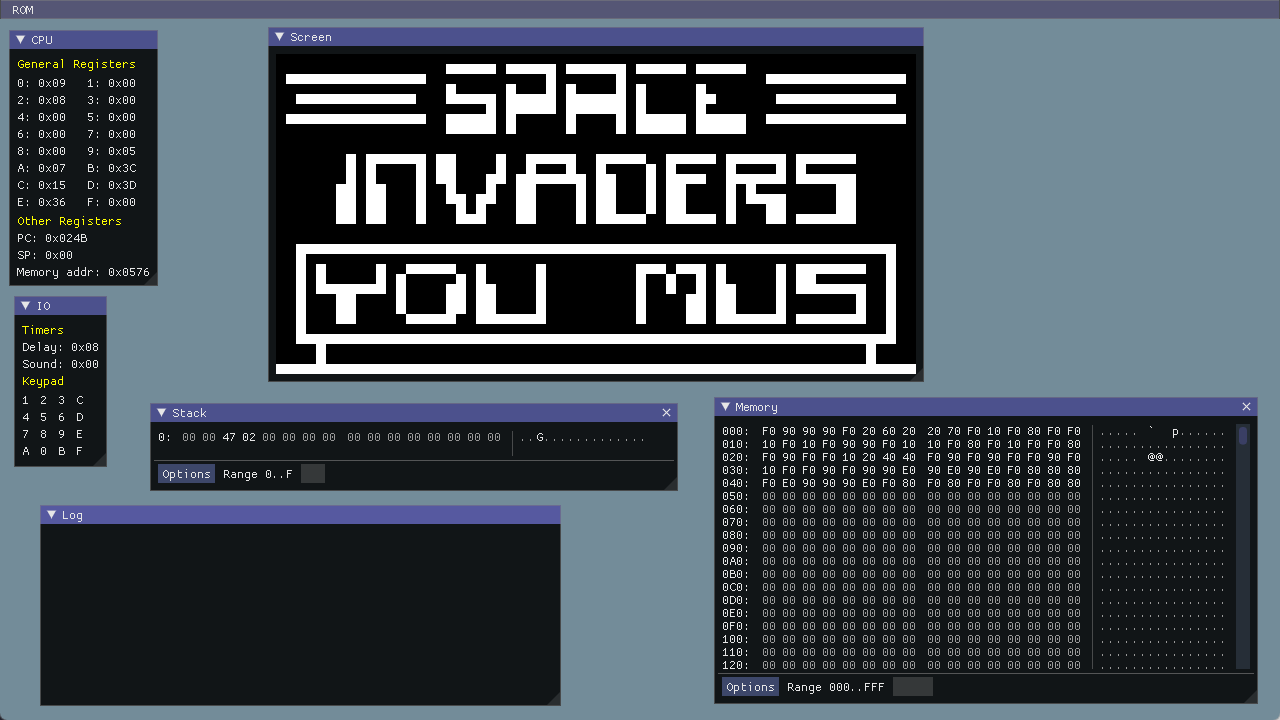 ROM
CPU
General Registers
0: 0x09 1: 0x00
2: 0x08 3: 0x00
4: 0x00 5: 0x00
6: 0x00 7: 0x00
8: 0x00 9: 0x05
A: 0x07 B: 0x3C
C: 0x15 D: 0x3D
E: 0x36 F: 0x00
Other Registers
PC: 0x024B
SP: 0x00
Memory addr: 0x0576
IO
Timers
Delay: 0x08
Sound: 0x00
Keypad
1 2 3 C
4 5 6 D
7 8 9 E
A 0 B F
Screen
SPACE
INVADERS
YOU MUS
Stack
0: 00 00 47 02 00 00 00 00 00 00 00 00 00 00 00 00 ..G.............
Options Range 0..F
Log
Memory
000: F0 90 90 90 F0 20 60 20 20 70 F0 10 F0 80 F0 F0 ..... ` p......
010: 10 F0 10 F0 90 90 F0 10 10 F0 80 F0 10 F0 F0 80 ................
020: F0 90 F0 F0 10 20 40 40 F0 90 F0 90 F0 F0 90 F0 ..... @@........
030: 10 F0 F0 90 F0 90 90 E0 90 E0 90 E0 F0 80 80 80 ................
040: F0 E0 90 90 90 E0 F0 80 F0 80 F0 F0 80 F0 80 80 ................
050: 00 00 00 00 00 00 00 00 00 00 00 00 00 00 00 00 ................
060: 00 00 00 00 00 00 00 00 00 00 00 00 00 00 00 00 ................
070: 00 00 00 00 00 00 00 00 00 00 00 00 00 00 00 00 ................
080: 00 00 00 00 00 00 00 00 00 00 00 00 00 00 00 00 ................
090: 00 00 00 00 00 00 00 00 00 00 00 00 00 00 00 00 ................
0A0: 00 00 00 00 00 00 00 00 00 00 00 00 00 00 00 00 ................
0B0: 00 00 00 00 00 00 00 00 00 00 00 00 00 00 00 00 ................
0C0: 00 00 00 00 00 00 00 00 00 00 00 00 00 00 00 00 ................
0D0: 00 00 00 00 00 00 00 00 00 00 00 00 00 00 00 00 ................
0E0: 00 00 00 00 00 00 00 00 00 00 00 00 00 00 00 00 ................
0F0: 00 00 00 00 00 00 00 00 00 00 00 00 00 00 00 00 ................
100: 00 00 00 00 00 00 00 00 00 00 00 00 00 00 00 00 ................
110: 00 00 00 00 00 00 00 00 00 00 00 00 00 00 00 00 ................
120: 00 00 00 00 00 00 00 00 00 00 00 00 00 00 00 00 ................
Options Range 000..FFF